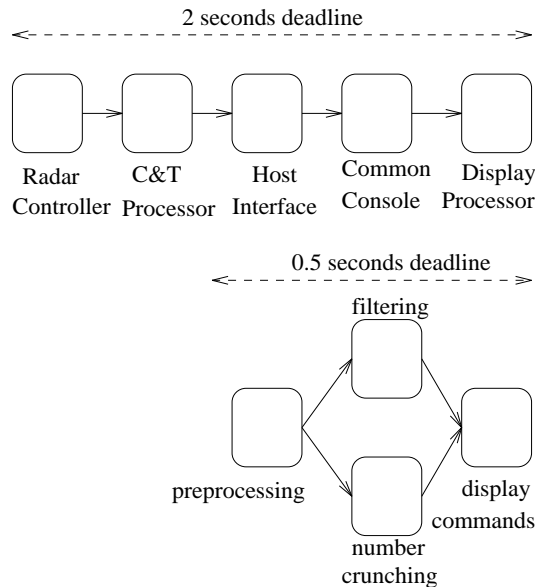 2 seconds deadline
Radar
Controller
C&T
Processor
Host
Interface
Common
Console
Display
Processor
0.5 seconds deadline
filtering
preprocessing
display
commands
number
crunching